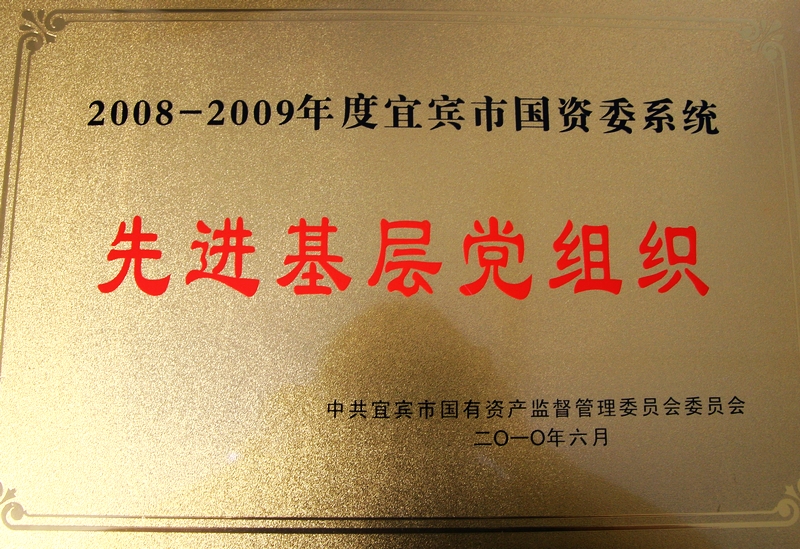 2008-2009年度宜宾市国资委系统
先进基层党组织
中共宜宾市国有资产监督管理委员会委员会
二〇一〇年六月